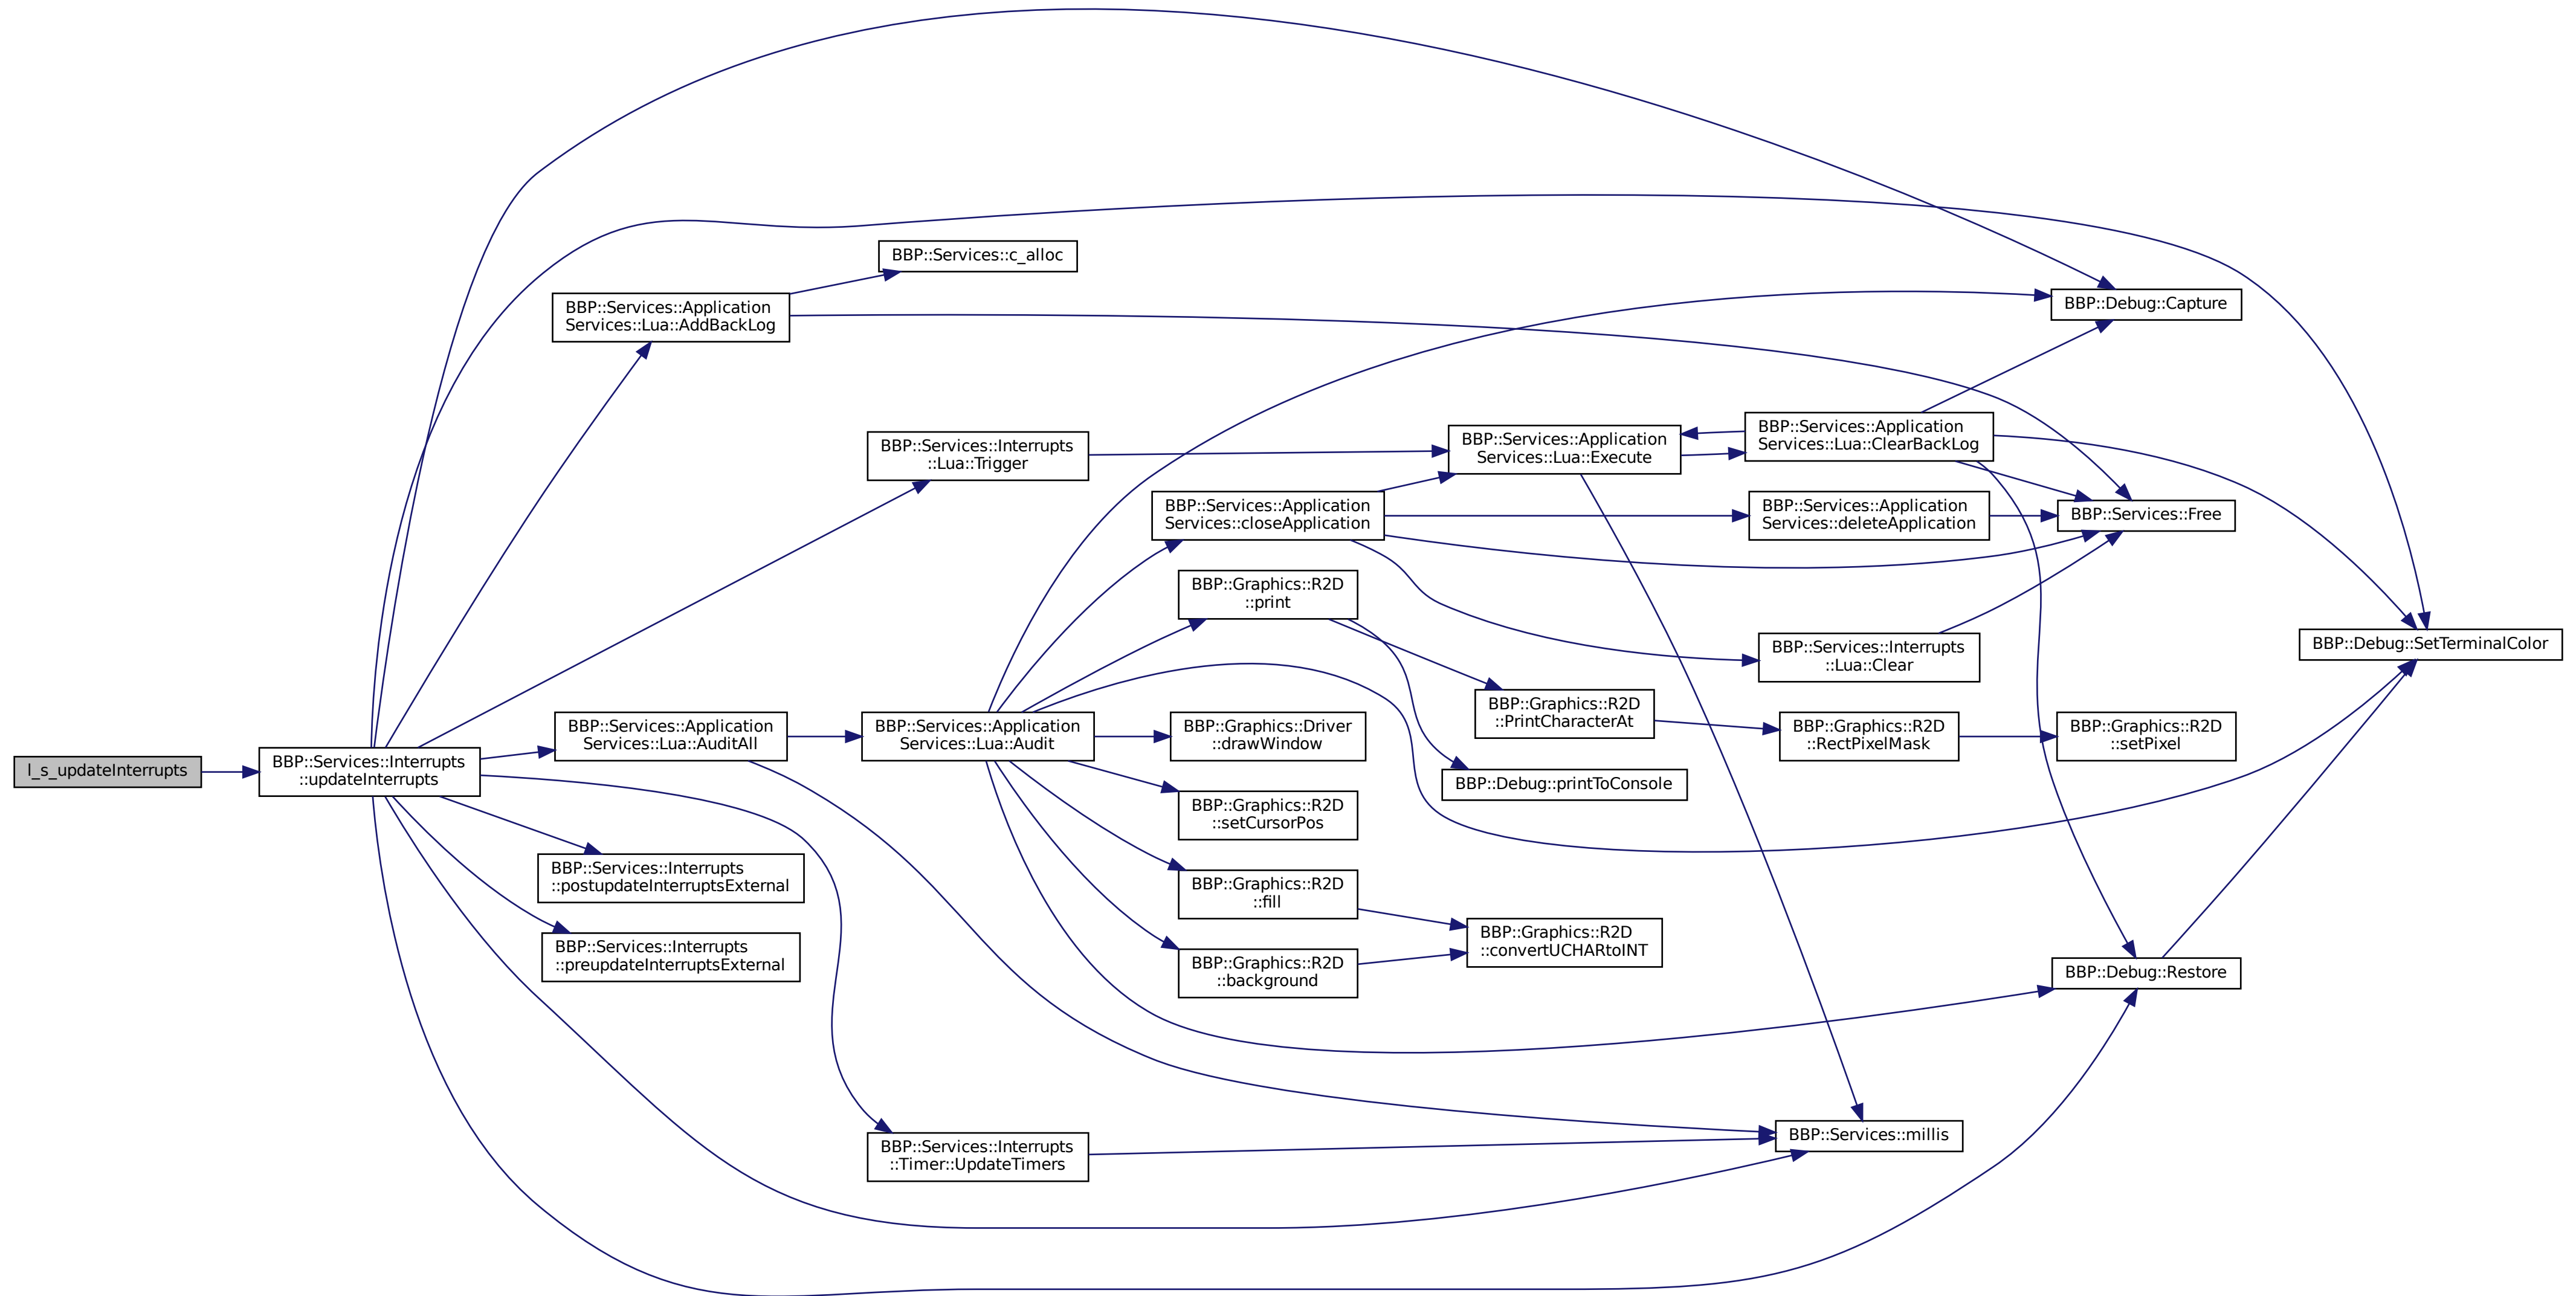 l_s_updateInterrupts
BBP::Services::Interrupts
::updateInterrupts
BBP::Services::Application
Services::Lua::AddBackLog
BBP::Services::Application
Services::Lua::AuditAll
BBP::Services::Interrupts
::postupdateInterruptsExternal
BBP::Services::Interrupts
::preupdateInterruptsExternal
BBP::Services::c_alloc
BBP::Services::Interrupts
::Lua::Trigger
BBP::Services::Application
Services::Lua::Audit
BBP::Services::Interrupts
::Timer::UpdateTimers
BBP::Services::Application
Services::closeApplication
BBP::Graphics::R2D
::print
BBP::Graphics::Driver
::drawWindow
BBP::Graphics::R2D
::setCursorPos
BBP::Graphics::R2D
::fill
BBP::Graphics::R2D
::background
BBP::Services::Application
Services::Lua::Execute
BBP::Graphics::R2D
::PrintCharacterAt
BBP::Debug::printToConsole
BBP::Graphics::R2D
::convertUCHARtoINT
BBP::Services::Application
Services::Lua::ClearBackLog
BBP::Services::Application
Services::deleteApplication
BBP::Services::Interrupts
::Lua::Clear
BBP::Graphics::R2D
::RectPixelMask
BBP::Services::millis
BBP::Debug::Capture
BBP::Services::Free
BBP::Graphics::R2D
::setPixel
BBP::Debug::Restore
BBP::Debug::SetTerminalColor